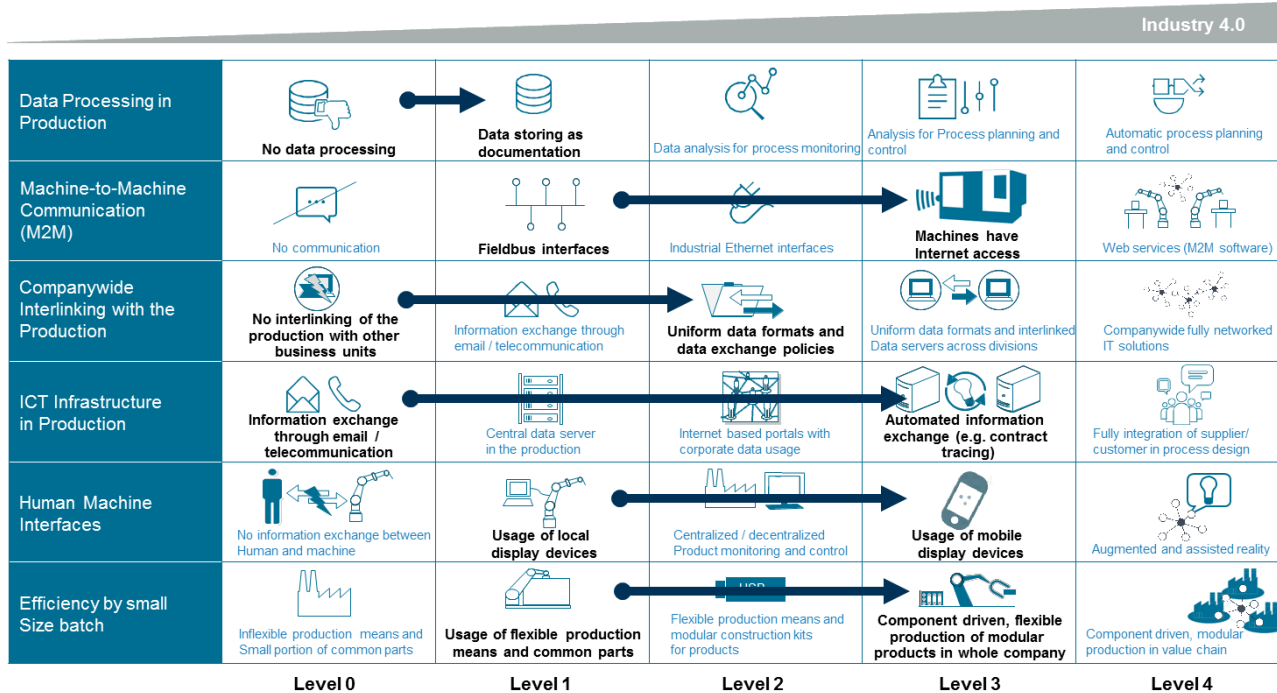 Industry 4.0
Data Processing in
Production
No data processing
Data storing as
documentation
Data analysis for process monitoring
Analysis for Process planning and
control
Automatic process planning
and control
Machine-to-Machine
Communication
(M2M)
No communication
Fieldbus interfaces
Industrial Ethernet interfaces
Machines have
Internet access
Web services (M2M software)
Companywide
Interlinking with the
Production
No interlinking of the
production with other
business units
Information exchange through
email / telecommunication
Uniform data formats and
data exchange policies
Uniform data formats and interlinked
Data servers across divisions
Companywide fully networked
IT solutions
ICT Infrastructure
in Production
Information exchange
through email /
telecommunication
Central data server
in the production
Internet based portals with
corporate data usage
Automated information
exchange (e.g. contract
tracing)
Fully integration of supplier/
customer in process design
Human Machine
Interfaces
No information exchange between
Human and machine
Usage of local
display devices
Centralized / decentralized
Product monitoring and control
Usage of mobile
display devices
Augmented and assisted reality
Efficiency by small
Size batch
Inflexible production means and
Small portion of common parts
Usage of flexible production
means and common parts
Flexible production means and
modular construction kits
for products
Component driven, flexible
production of modular
products in whole company
Component driven, modular
production in value chain
Level 0
Level 1
Level 2
Level 3
Level 4